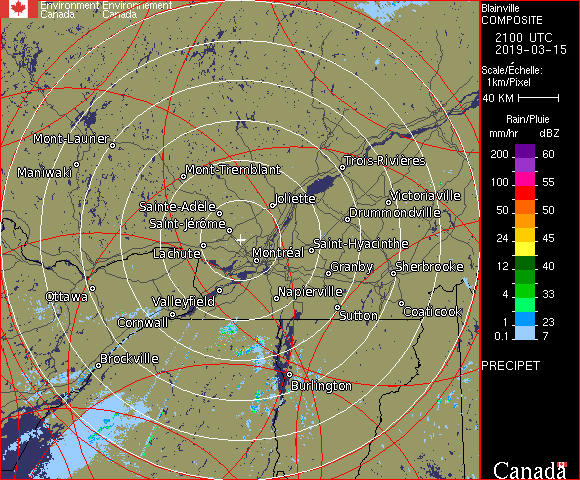 Environment Environnement
Canada Canada
Blainville
COMPOSITE
2100 UTC
2019-03-15
Scale/Échelle:
1km/Pixel
40 KM
Rain/Pluie
mm/hr dBZ
200 60
100 55
50 50
24 45
12 40
4 33
1 23
0.1 7
PRECIPET
Canada
Mont-Laurier
Maniwaki
Mont-Tremblant
Trois-Rivières
Sainte-Adèle
Joliette
Victoriaville
Saint-Jérôme
Drummondville
Lachute
Montréal
Saint-Hyacinthe
Granby
Sherbrooke
Ottawa
Valleyfield
Napierville
Cornwall
Sutton
Coaticook
Brockville
Burlington